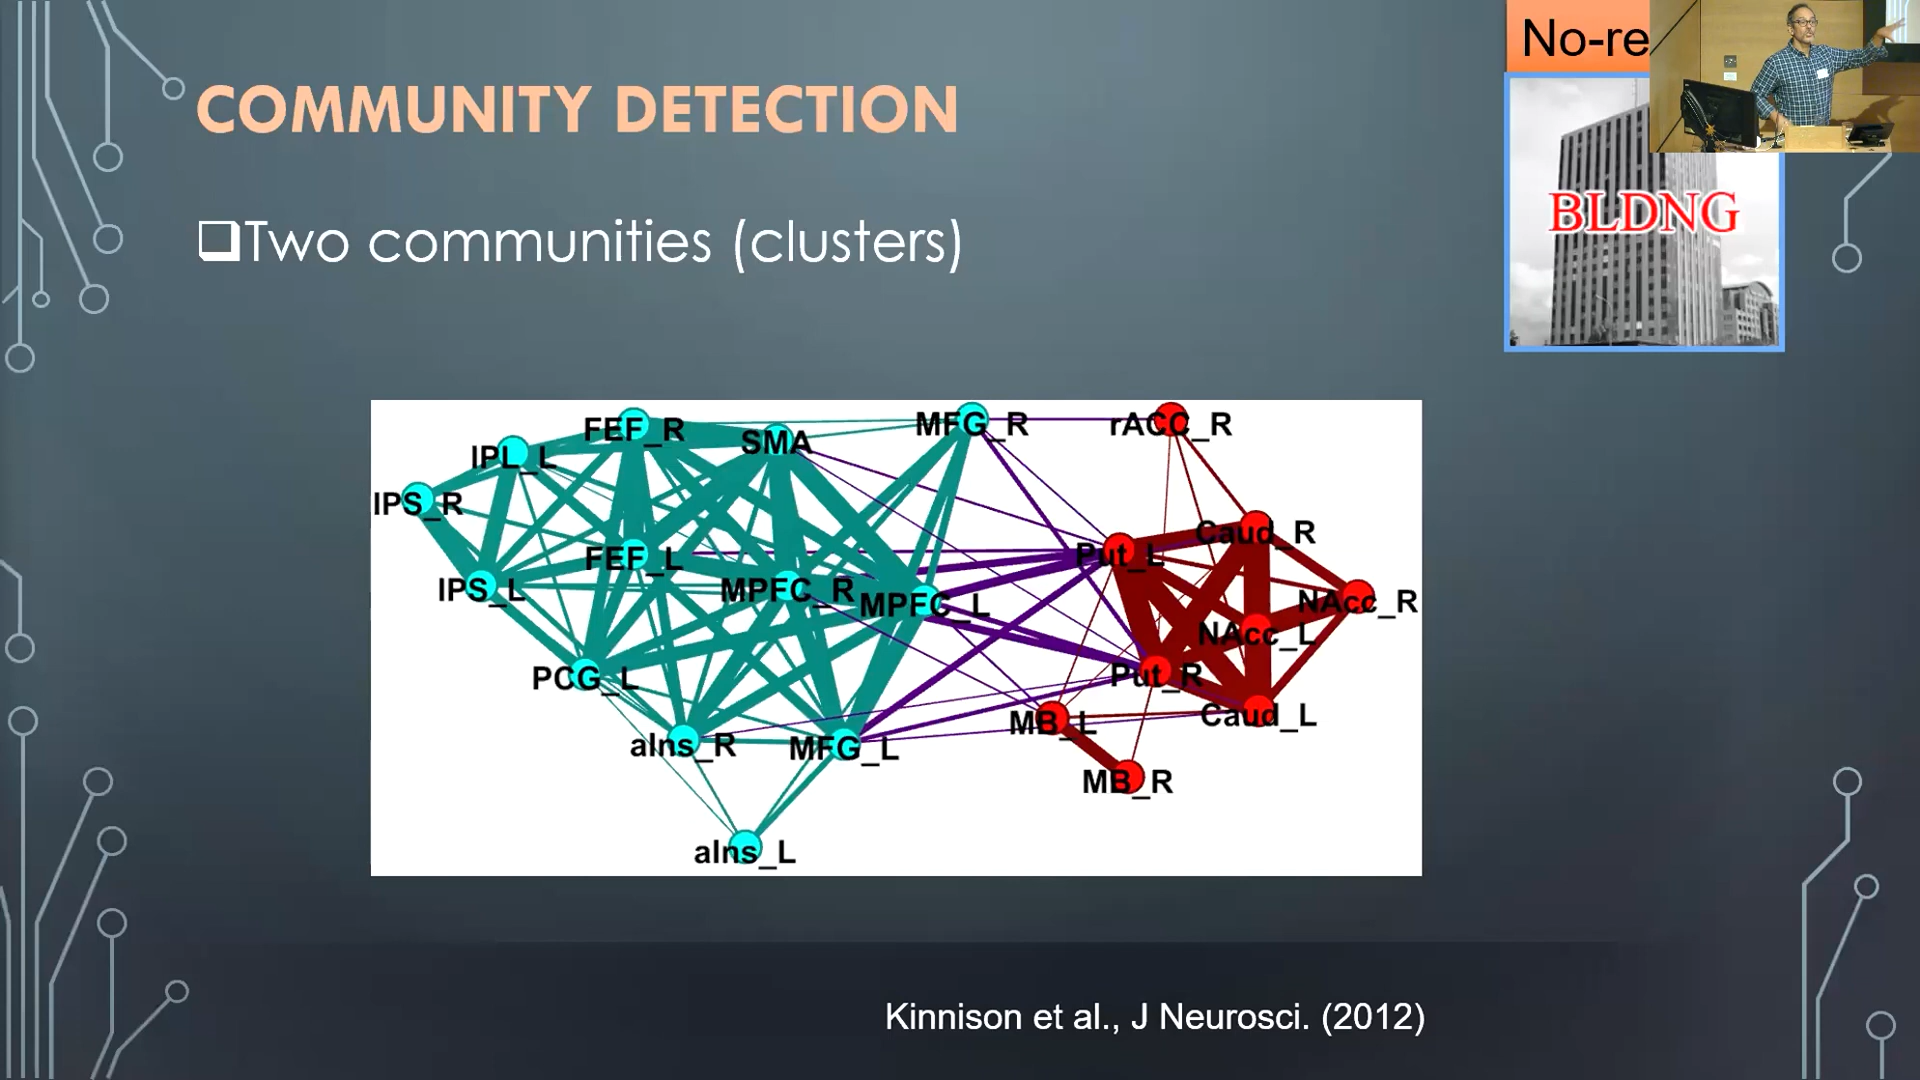 COMMUNITY DETECTION
Two communities (clusters)
No-re
BLDNG
FEF_R
SMA
MFG_R
rACC_R
IPL_L
IPS_R
FEF_L
Put_L
Caud_R
IPS_L
MPFC_R
MPFC_L
NAcc_R
NAcc_L
PCG_L
Put_R
aIns_R
MFG_L
MB_L
Caud_L
MB_R
aIns_L
Kinnison et al., J Neurosci. (2012)